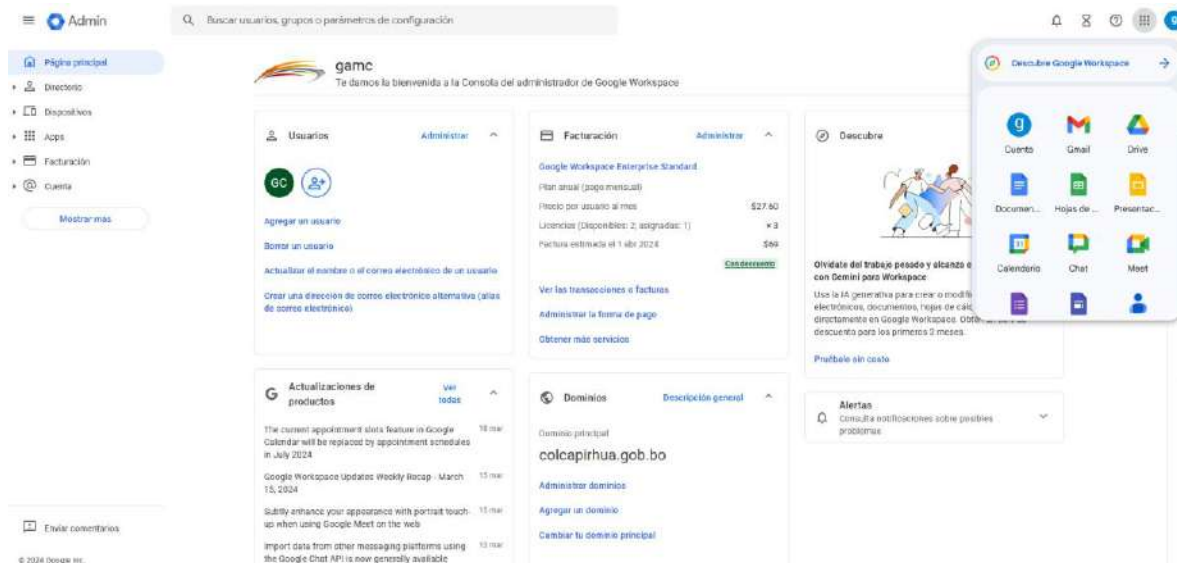 Admin
Buscar usuarios, grupos o parámetros de configuración
g
Página principal
Directorio
Dispositivos
Apps
Facturación
Cuenta
Mostrar más
Enviar comentarios
© 2024 Google Inc.
gamc
Te damos la bienvenida a la Consola del administrador de Google Workspace
Usuarios
Administrar
GC
Agregar un usuario
Borrar un usuario
Actualizar el nombre o el correo electrónico de un usuario
Crear una dirección de correo electrónico alternativa (alias
de correo electrónico)
Facturación
Administrar
Google Workspace Enterprise Standard
Plan anual (pago mensual)
Precio por usuario al mes
$27.60
Licencias (Disponibles: 2, asignadas: 1)
× 3
Factura estimada el 1 abr 2024
Con descuento
Ver las transacciones o facturas
Administrar la forma de pago
Obtener más servicios
Descubre
Olvídate del trabajo pesado y alcanza e
con Gemini para Workspace
Usa la IA generativa para crear o modifi
electrónicos, documentos, hojas de cálc
directamente en Google Workspace.
descuento para los primeros 2 meses.
Pruébalo sin costo
Descubre Google Workspace
g
Cuenta
Gmail
Drive
Documen...
Hojas de ...
Presentac...
31
Calendario
Chat
Meet
Actualizaciones de
productos
Ver
todas
The current appointment slots feature in Google
Calendar will be replaced by appointment schedules
in July 2024
Google Workspace Updates Weekly Recap - March
15, 2024
15 mar
Subtly enhance your appearance with portrait touch-
up when using Google Meet on the web
15 mar
Import data from other messaging platforms using
the Google Chat API is now generally available
Dominios
Descripción general
Dominio principal
colcapirhua.gob.bo
Administrar dominios
Agregar un dominio
Cambiar tu dominio principal
Alertas
Consulta notificaciones sobre posibles
problemas